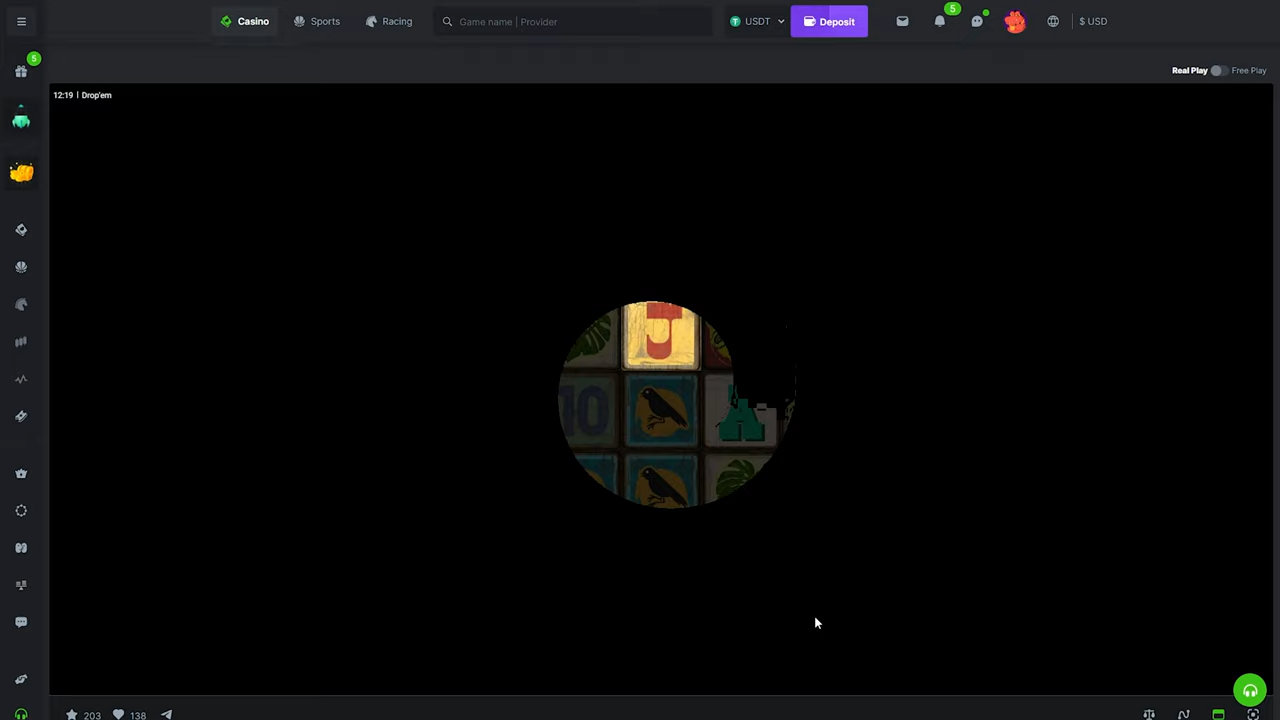 Casino Sports Racing Game name | Provider USDT Deposit 5 $ USD
5
Real Play Free Play
12:19 | Drop'em
J
10 A
203 138